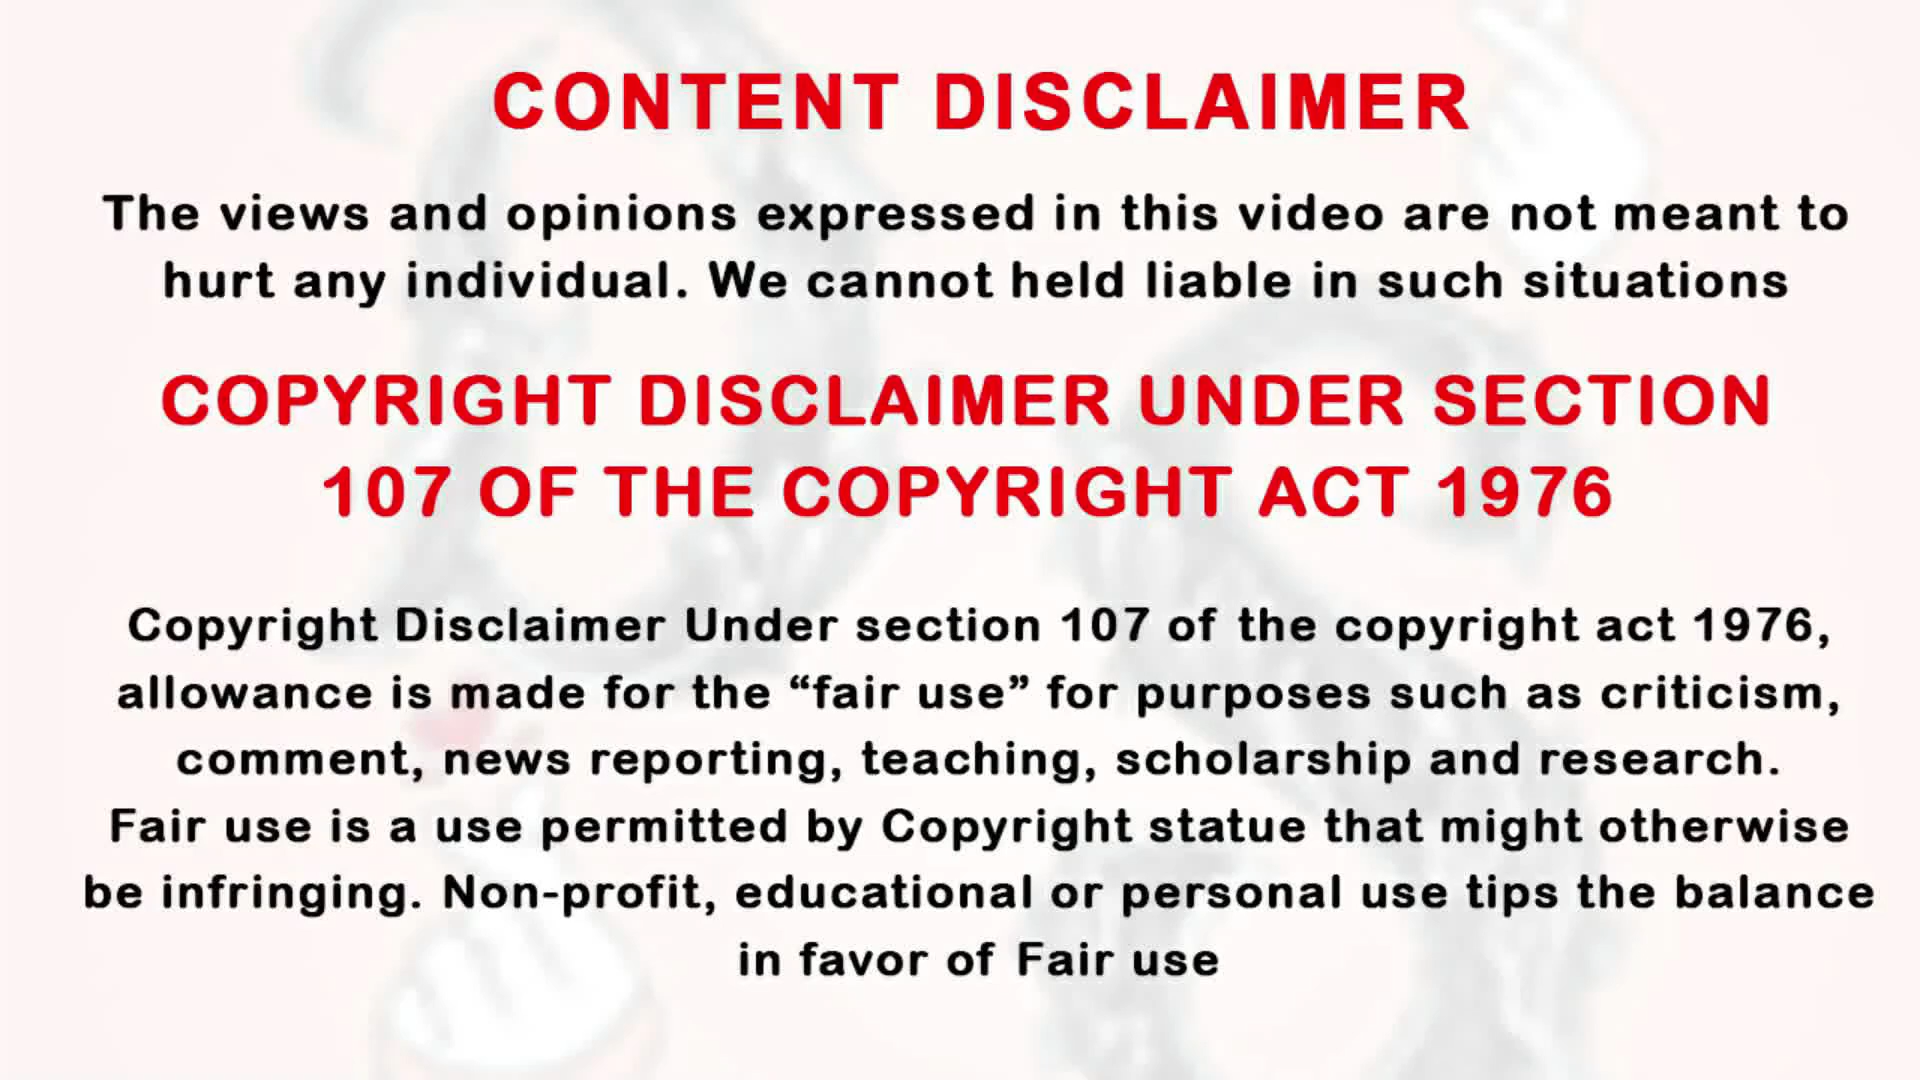 CONTENT DISCLAIMER
The views and opinions expressed in this video are not meant to
hurt any individual. We cannot held liable in such situations
COPYRIGHT DISCLAIMER UNDER SECTION
107 OF THE COPYRIGHT ACT 1976
Copyright Disclaimer Under section 107 of the copyright act 1976,
allowance is made for the “fair use” for purposes such as criticism,
comment, news reporting, teaching, scholarship and research.
Fair use is a use permitted by Copyright statue that might otherwise
be infringing. Non-profit, educational or personal use tips the balance
in favor of Fair use